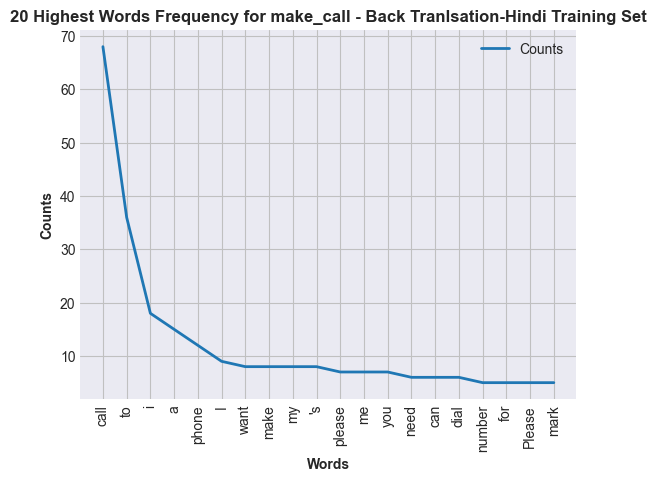 20 Highest Words Frequency for make_call - Back Tranlsation-Hindi Training Set
Counts
70
60
50
40
30
20
10
Counts
call
to
i
a
phone
I
want
make
my
's
please
me
you
need
can
dial
number
for
Please
mark
Words